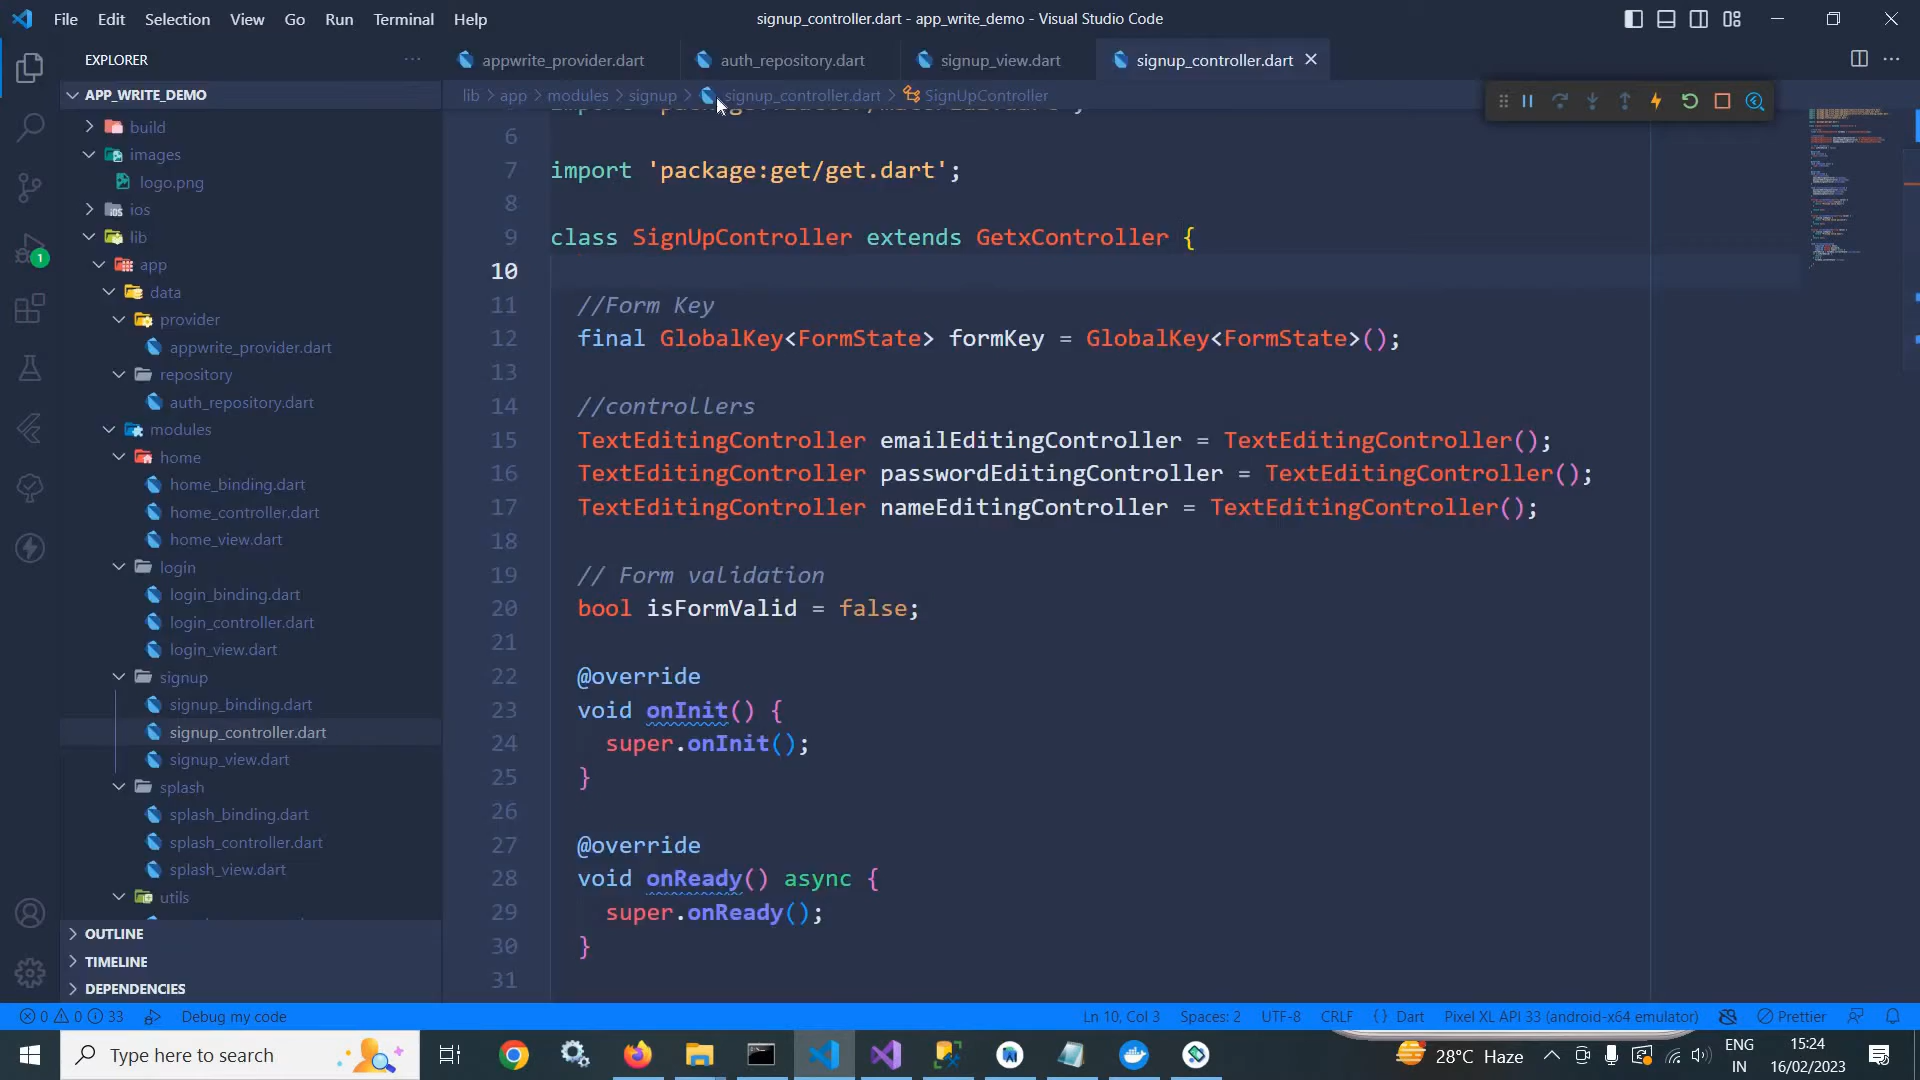 File Edit Selection View Go Run Terminal Help
signup_controller.dart - app_write_demo - Visual Studio Code
EXPLORER
appwrite_provider.dart
auth_repository.dart
signup_view.dart
signup_controller.dart
APP_WRITE_DEMO
lib > app > modules > signup > signup_controller.dart > SignUpController
build
images
logo.png
ios
lib
app
data
provider
appwrite_provider.dart
repository
auth_repository.dart
modules
home
home_binding.dart
home_controller.dart
home_view.dart
login
login_binding.dart
login_controller.dart
login_view.dart
signup
signup_binding.dart
signup_controller.dart
signup_view.dart
splash
splash_binding.dart
splash_controller.dart
splash_view.dart
utils
OUTLINE
TIMELINE
DEPENDENCIES
1
6
7 import 'package:get/get.dart';
8
9 class SignUpController extends GetxController {
10
11 //Form Key
12 final GlobalKey<FormState> formKey = GlobalKey<FormState>();
13
14 //controllers
15 TextEditingController emailEditingController = TextEditingController();
16 TextEditingController passwordEditingController = TextEditingController();
17 TextEditingController nameEditingController = TextEditingController();
18
19 // Form validation
20 bool isFormValid = false;
21
22 @override
23 void onInit() {
24 super.onInit();
25 }
26
27 @override
28 void onReady() async {
29 super.onReady();
30 }
31
0 0 33 Debug my code
Ln 10, Col 3 Spaces: 2 UTF-8 CRLF {} Dart Pixel XL API 33 (android-x64 emulator) Prettier
Type here to search
28°C Haze
ENG
IN
15:24
16/02/2023